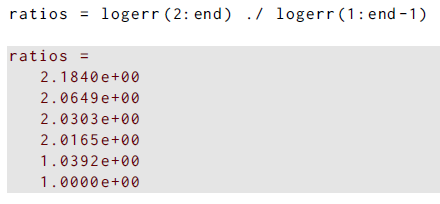 ratios = logerr(2:end) ./ logerr(1:end-1)
ratios =
2.1840e+00
2.0649e+00
2.0303e+00
2.0165e+00
1.0392e+00
1.0000e+00